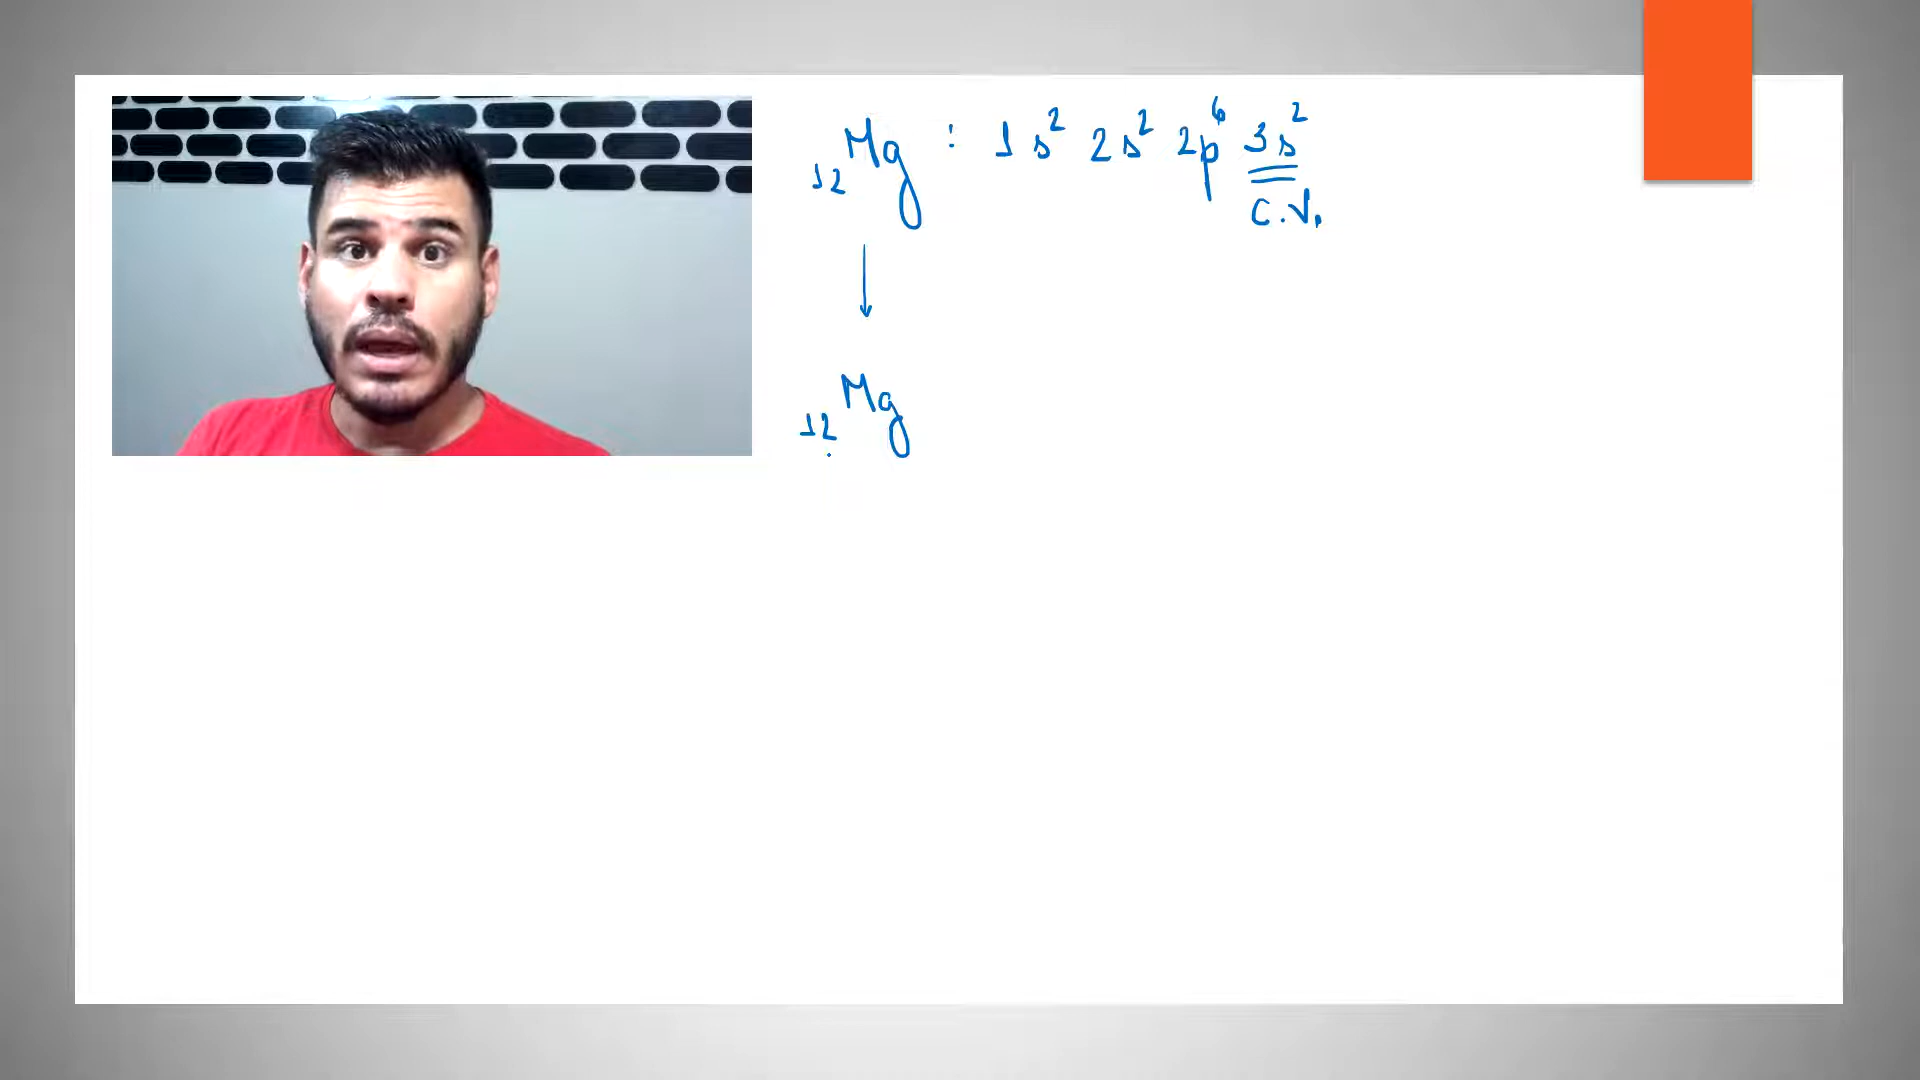 ₁₂Mg : 1s² 2s² 2p⁶ 3s²
C.V.
₁₂Mg